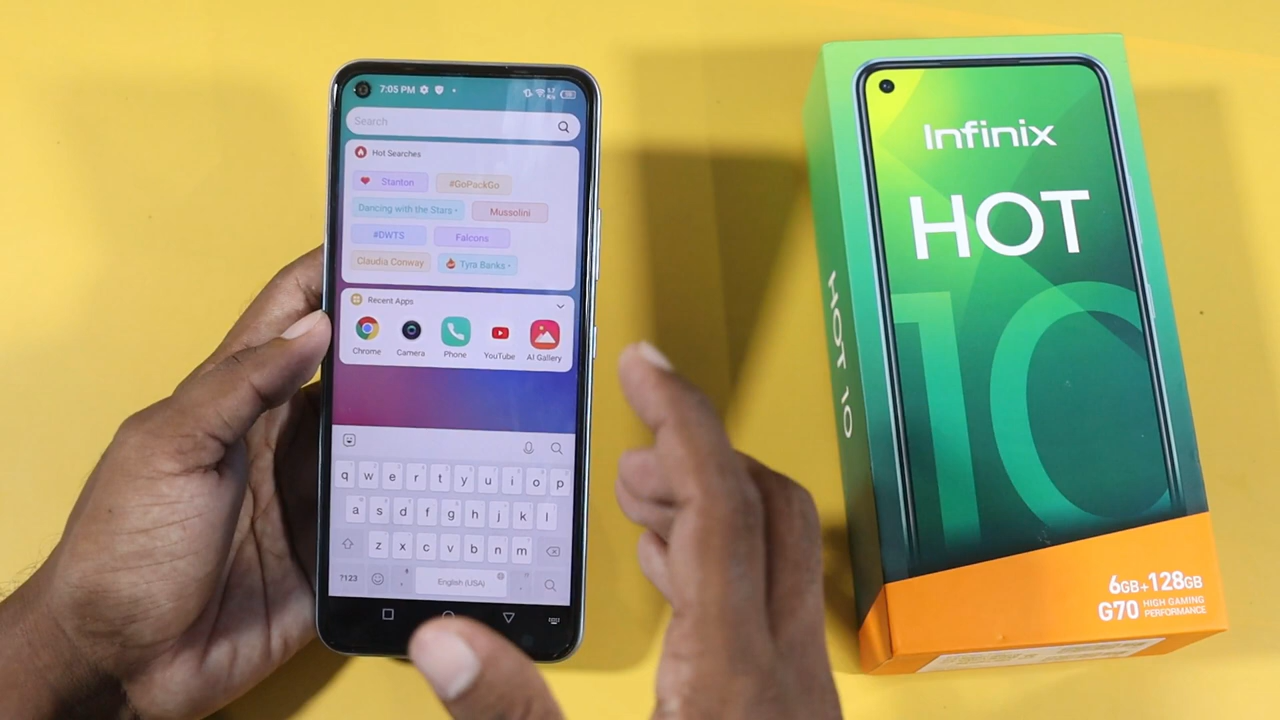 7:05 PM
Search
Hot Searches
Stanton
#GoPackGo
Dancing with the Stars
Mussolini
#DWTS
Falcons
Claudia Conway
Tyra Banks
Recent Apps
Chrome
Camera
Phone
YouTube
AI Gallery
q w e r t y u i o p
a s d f g h j k l
z x c v b n m
?123
English (USA)
Infinix
HOT
10
HOT 10
6GB+128GB
G70 HIGH GAMING
PERFORMANCE